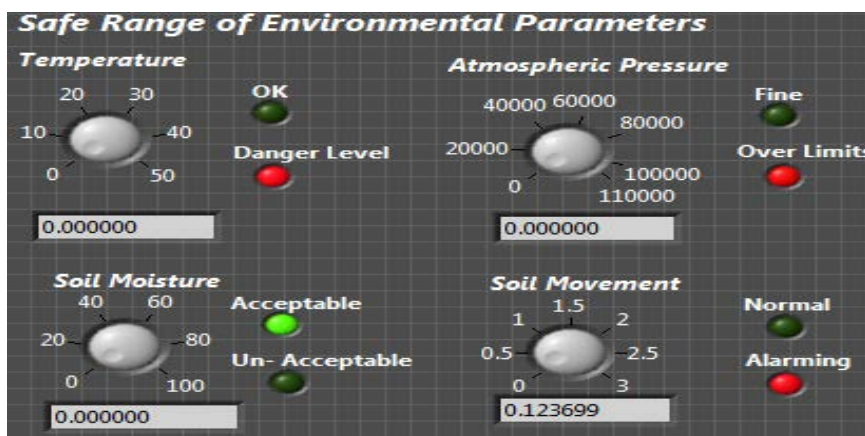 Safe Range of Environmental Parameters
Temperature
0
10
20
30
40
50
OK
Danger Level
0.000000
Atmospheric Pressure
0
20000
40000
60000
80000
100000
110000
Fine
Over Limits
0.000000
Soil Moisture
0
20
40
60
80
100
Acceptable
Un- Acceptable
0.000000
Soil Movement
0
0.5
1
1.5
2
2.5
3
Normal
Alarming
0.123699